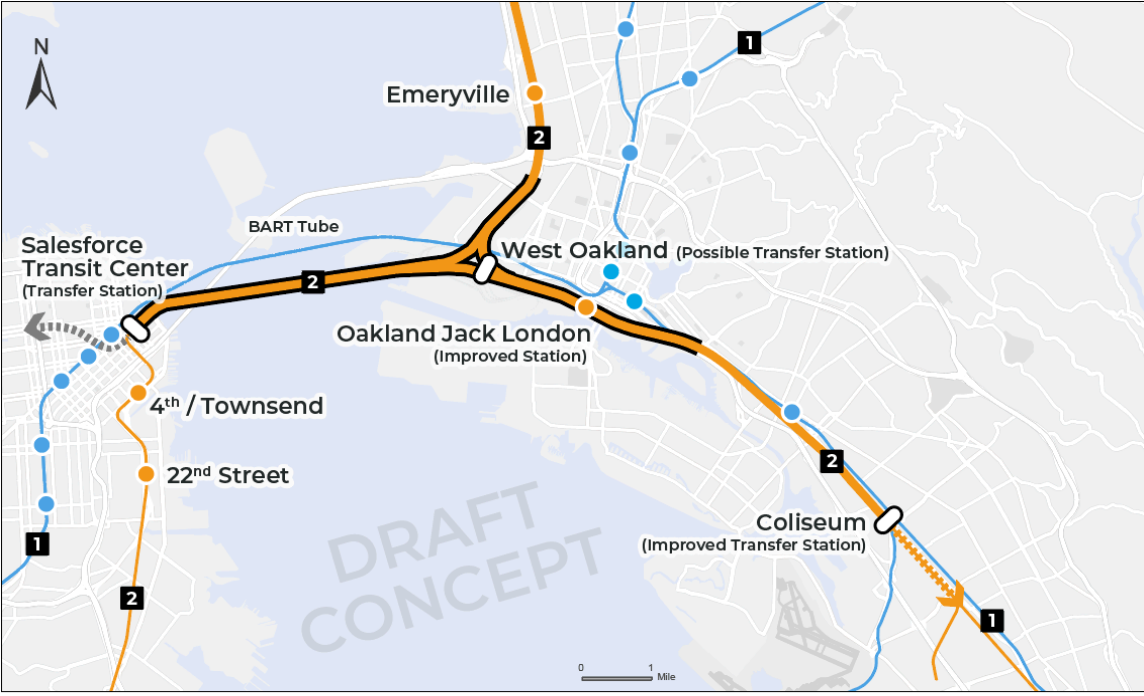 N
1
Emeryville
2
BART Tube
Salesforce
Transit Center
(Transfer Station)
West Oakland (Possible Transfer Station)
2
Oakland Jack London
(Improved Station)
4th / Townsend
22nd Street
2
DRAFT
CONCEPT
Coliseum
(Improved Transfer Station)
1
2
1
0 1
Mile